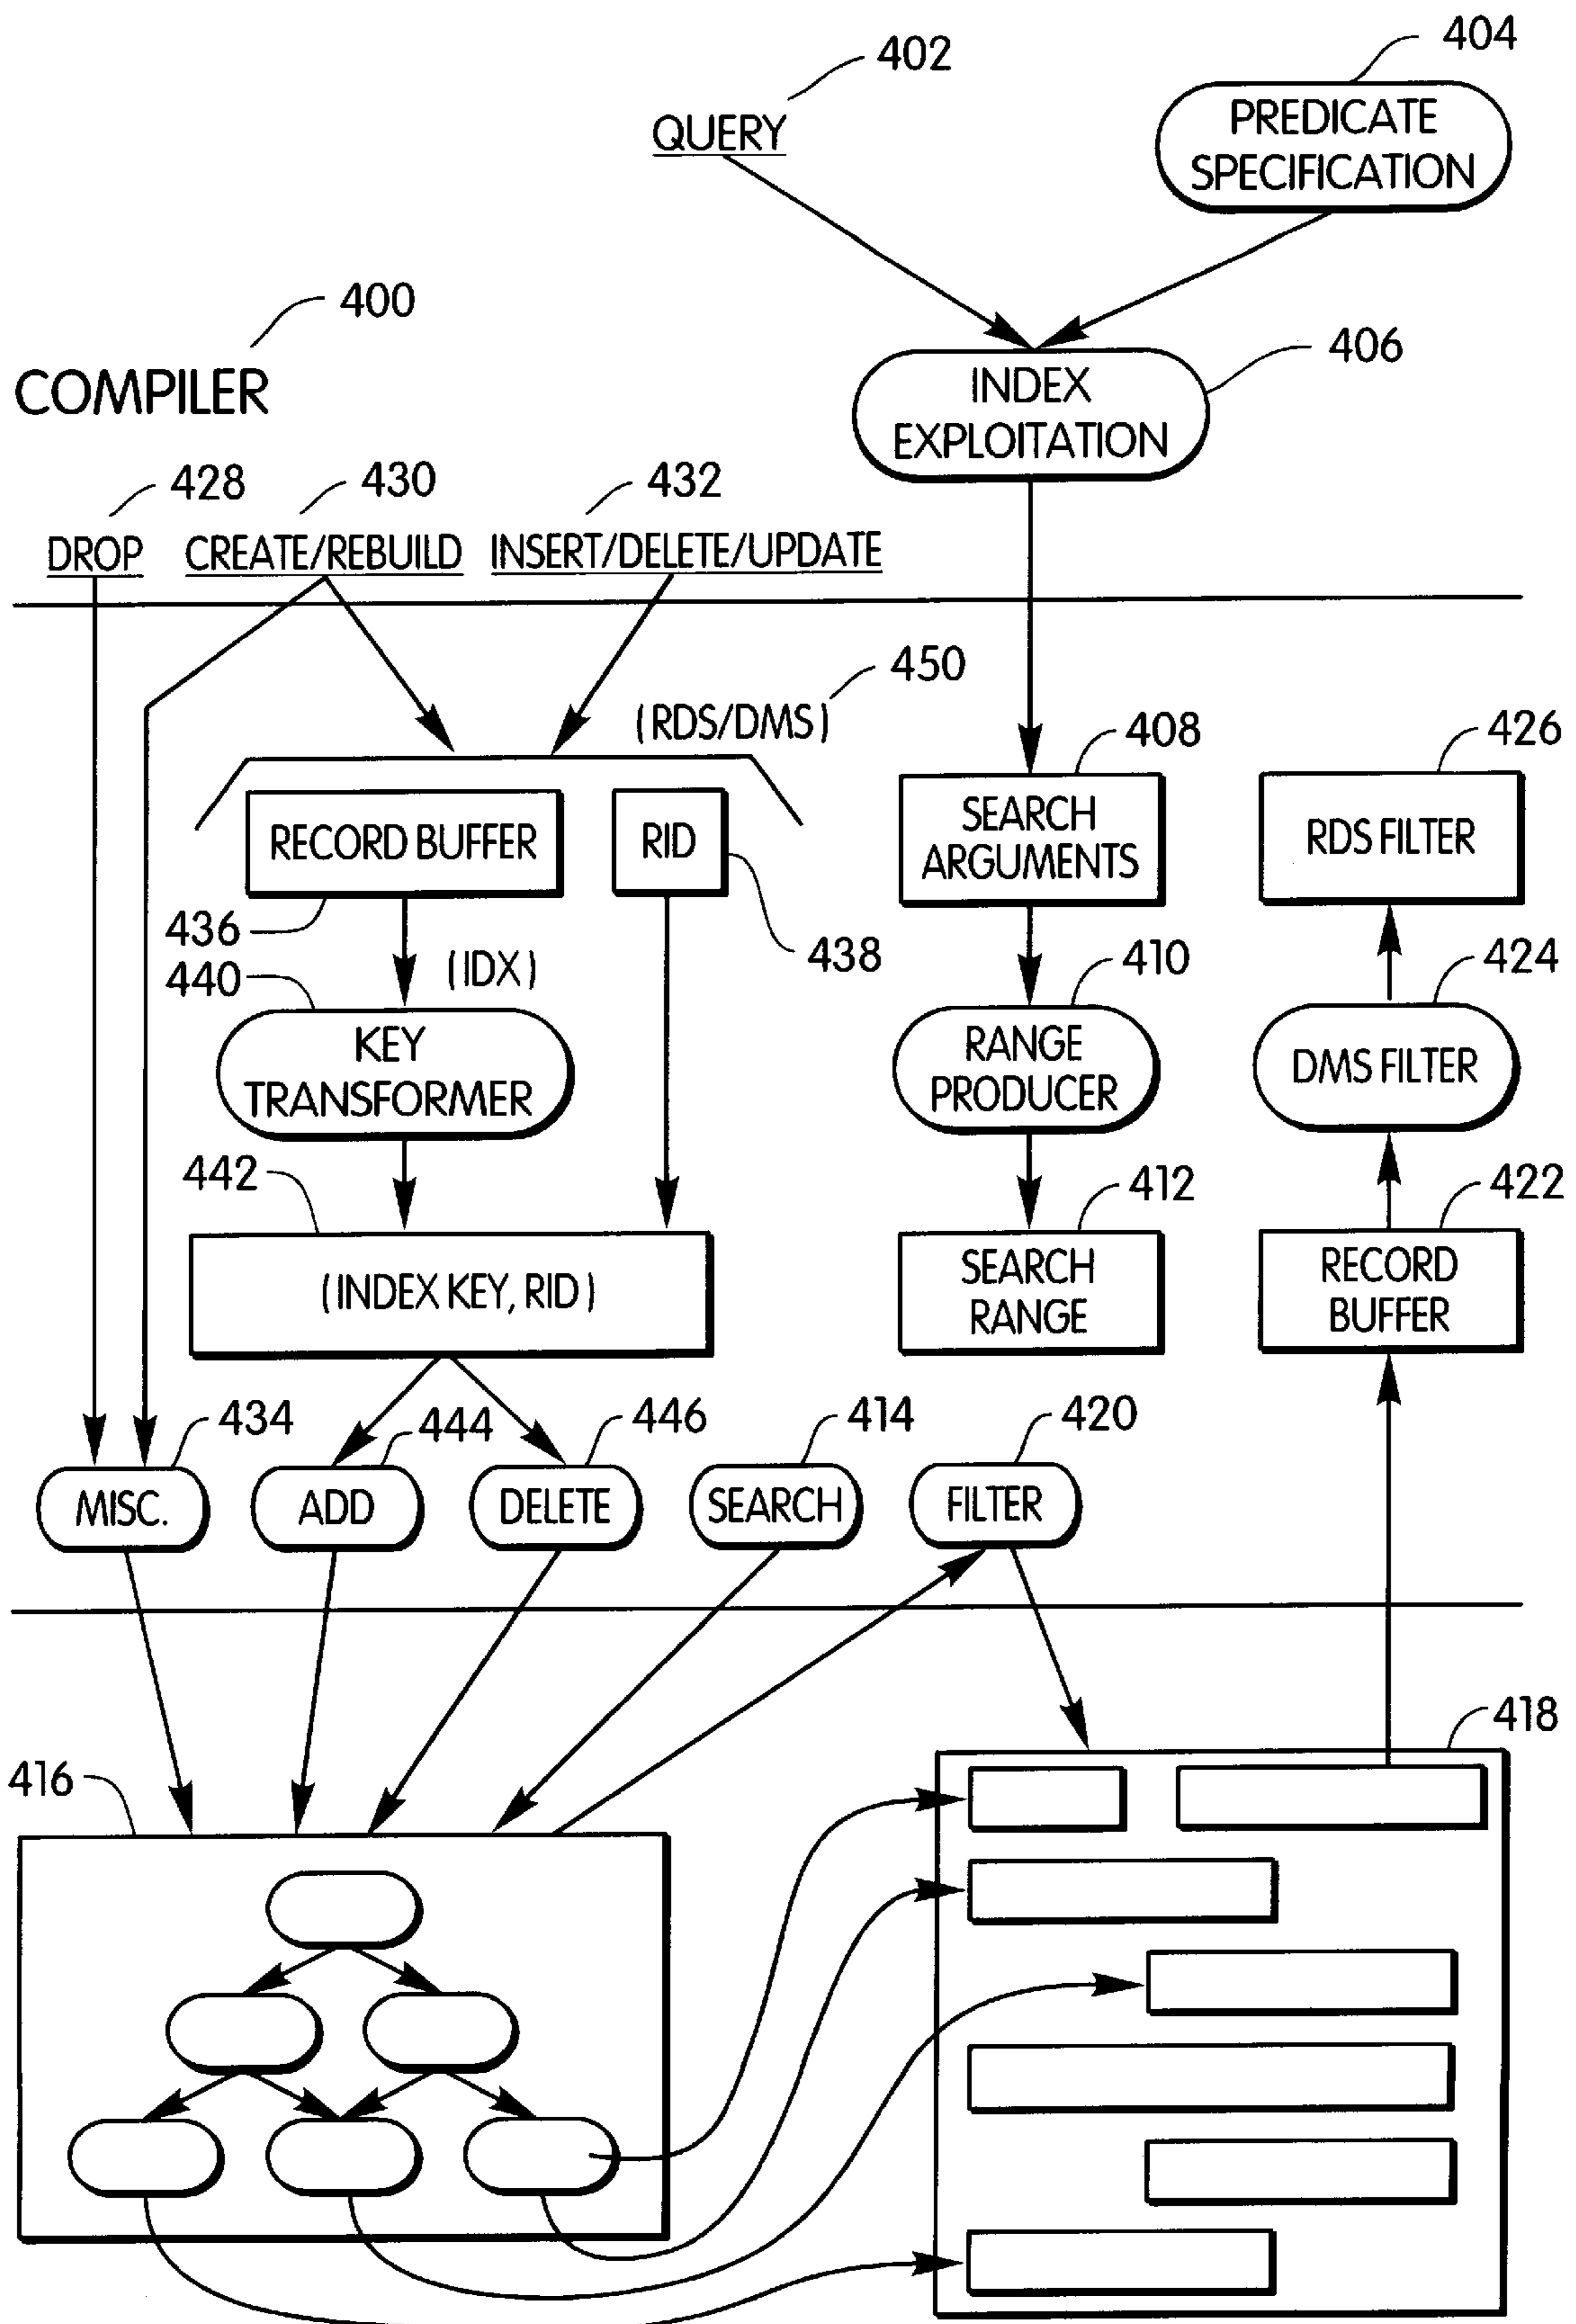 404
402
PREDICATE
SPECIFICATION
QUERY
400
406
COMPILER
INDEX
EXPLOITATION
428
430
432
DROP
CREATE/REBUILD
INSERT/DELETE/UPDATE
450
(RDS/DMS)
408
426
RECORD BUFFER
RID
SEARCH
ARGUMENTS
RDS FILTER
436
438
(IDX)
440
410
424
KEY
TRANSFORMER
RANGE
PRODUCER
DMS FILTER
442
412
422
(INDEX KEY, RID)
SEARCH
RANGE
RECORD
BUFFER
434
444
446
414
420
MISC.
ADD
DELETE
SEARCH
FILTER
418
416